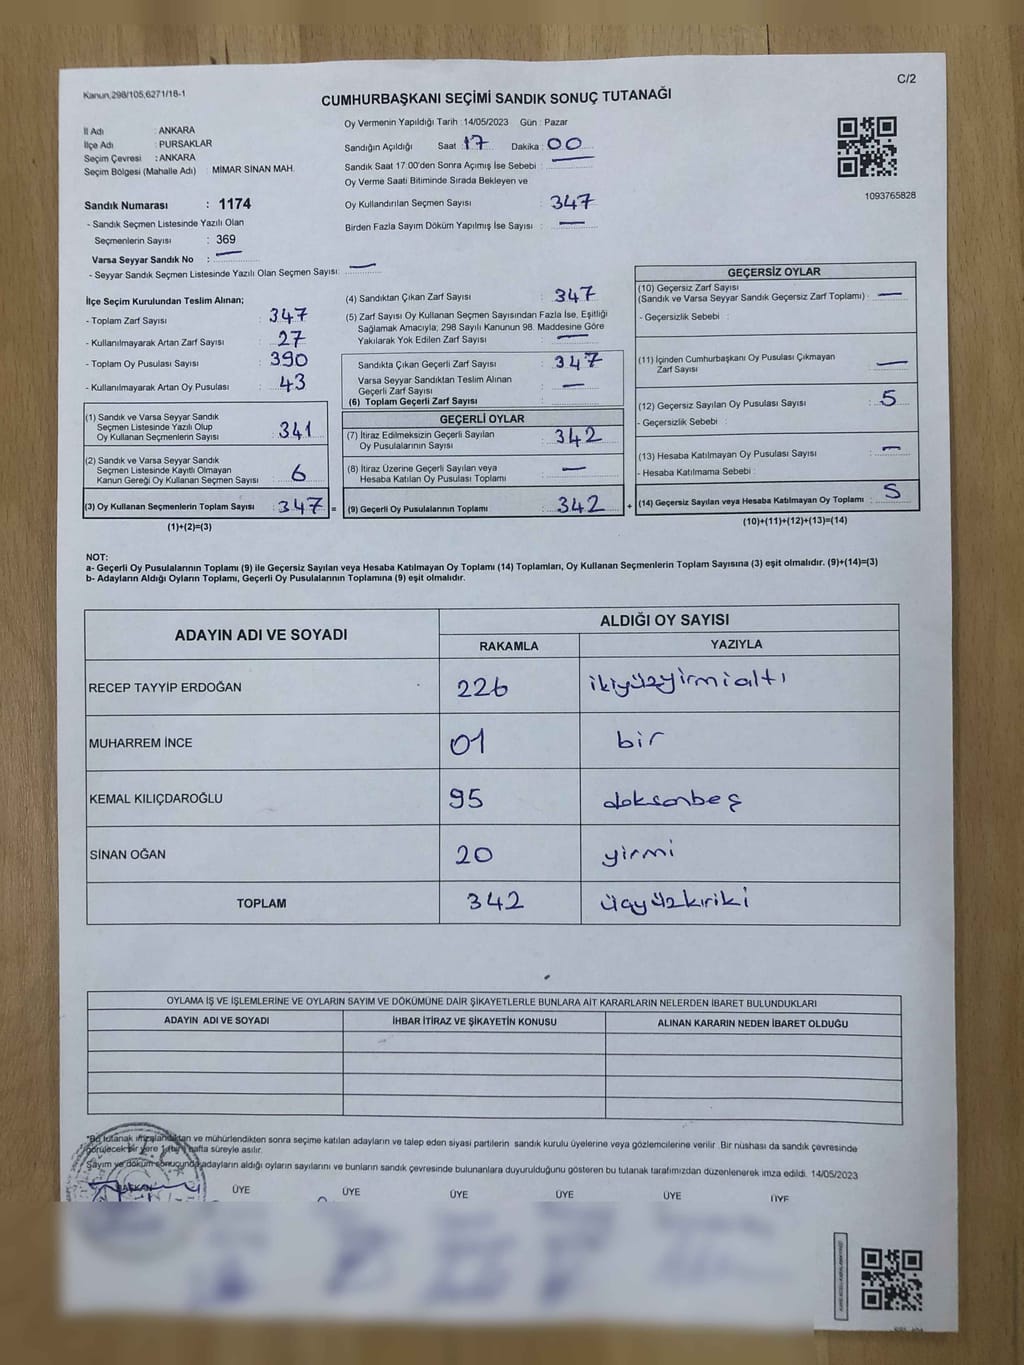 Kanun,298/105,6271/18-1
C/2
CUMHURBAŞKANI SEÇİMİ SANDIK SONUÇ TUTANAĞI
İl Adı : ANKARA
İlçe Adı : PURSAKLAR
Seçim Çevresi : ANKARA
Seçim Bölgesi (Mahalle Adı) : MİMAR SİNAN MAH.
Sandık Numarası : 1174
- Sandık Seçmen Listesinde Yazılı Olan
Seçmenlerin Sayısı : 369
Varsa Seyyar Sandık No : —
- Seyyar Sandık Seçmen Listesinde Yazılı Olan Seçmen Sayısı: —
Oy Vermenin Yapıldığı Tarih :14/05/2023 Gün : Pazar
Sandığın Açıldığı Saat : 17 Dakika : 00
Sandık Saat 17:00'den Sonra Açımış İse Sebebi : —
Oy Verme Saati Bitiminde Sırada Bekleyen ve
Oy Kullandırılan Seçmen Sayısı : 347
Birden Fazla Sayım Döküm Yapılmış İse Sayısı : —
1093765828
İlçe Seçim Kurulundan Teslim Alınan;
- Toplam Zarf Sayısı : 347
- Kullanılmayarak Artan Zarf Sayısı : 27
- Toplam Oy Pusulası Sayısı : 390
- Kullanılmayarak Artan Oy Pusulası : 43
(1) Sandık ve Varsa Seyyar Sandık
Seçmen Listesinde Yazılı Olup
Oy Kullanan Seçmenlerin Sayısı : 341
(2) Sandık ve Varsa Seyyar Sandık
Seçmen Listesinde Kayıtlı Olmayan
Kanun Gereği Oy Kullanan Seçmen Sayısı : 6
(3) Oy Kullanan Seçmenlerin Toplam Sayısı : 347 =
(1)+(2)=(3)
(4) Sandıktan Çıkan Zarf Sayısı : 347
(5) Zarf Sayısı Oy Kullanan Seçmen Sayısından Fazla İse, Eşitliği
Sağlamak Amacıyla; 298 Sayılı Kanunun 98. Maddesine Göre
Yakılarak Yok Edilen Zarf Sayısı : —
Sandıkta Çıkan Geçerli Zarf Sayısı : 347
Varsa Seyyar Sandıktan Teslim Alınan
Geçerli Zarf Sayısı : —
(6) Toplam Geçerli Zarf Sayısı :
GEÇERLİ OYLAR
(7) İtiraz Edilmeksizin Geçerli Sayılan
Oy Pusulalarının Sayısı : 342
(8) İtiraz Üzerine Geçerli Sayılan veya
Hesaba Katılan Oy Pusulası Toplamı : —
(9) Geçerli Oy Pusulalarının Toplamı : 342 +
GEÇERSİZ OYLAR
(10) Geçersiz Zarf Sayısı
(Sandık ve Varsa Seyyar Sandık Geçersiz Zarf Toplamı) : —
- Geçersizlik Sebebi :
(11) İçinden Cumhurbaşkanı Oy Pusulası Çıkmayan
Zarf Sayısı : —
(12) Geçersiz Sayılan Oy Pusulası Sayısı : 5
- Geçersizlik Sebebi :
(13) Hesaba Katılmayan Oy Pusulası Sayısı : —
- Hesaba Katılmama Sebebi :
(14) Geçersiz Sayılan veya Hesaba Katılmayan Oy Toplamı : 5
(10)+(11)+(12)+(13)=(14)
NOT:
a- Geçerli Oy Pusulalarının Toplamı (9) ile Geçersiz Sayılan veya Hesaba Katılmayan Oy Toplamı (14) Toplamları, Oy Kullanan Seçmenlerin Toplam Sayısına (3) eşit olmalıdır. (9)+(14)=(3)
b- Adayların Aldığı Oyların Toplamı, Geçerli Oy Pusulalarının Toplamına (9) eşit olmalıdır.
ADAYIN ADI VE SOYADI
ALDIĞI OY SAYISI
RAKAMLA YAZIYLA
RECEP TAYYİP ERDOĞAN 226 ikiyüzyirmialtı
MUHARREM İNCE 01 bir
KEMAL KILIÇDAROĞLU 95 doksanbeş
SİNAN OĞAN 20 yirmi
TOPLAM 342 üçyüzkırkiki
OYLAMA İŞ VE İŞLEMLERİNE VE OYLARIN SAYIM VE DÖKÜMÜNE DAİR ŞİKAYETLERLE BUNLARA AİT KARARLARIN NELERDEN İBARET BULUNDUKLARI
ADAYIN ADI VE SOYADI İHBAR İTİRAZ VE ŞİKAYETİN KONUSU ALINAN KARARIN NEDEN İBARET OLDUĞU
*Bu tutanak imzalandıktan ve mühürlendikten sonra seçime katılan adayların ve talep eden siyasi partilerin sandık kurulu üyelerine veya gözlemcilerine verilir. Bir nüshası da sandık çevresinde
görülecek bir yere 1 (bir) hafta süreyle asılır.
Sayım ve döküm sonucunda adayların aldığı oyların sayılarını ve bunların sandık çevresinde bulunanlara duyurulduğunu gösteren bu tutanak tarafımızdan düzenlenerek imza edildi. 14/05/2023
BAŞKAN ÜYE ÜYE ÜYE ÜYE ÜYE ÜYE